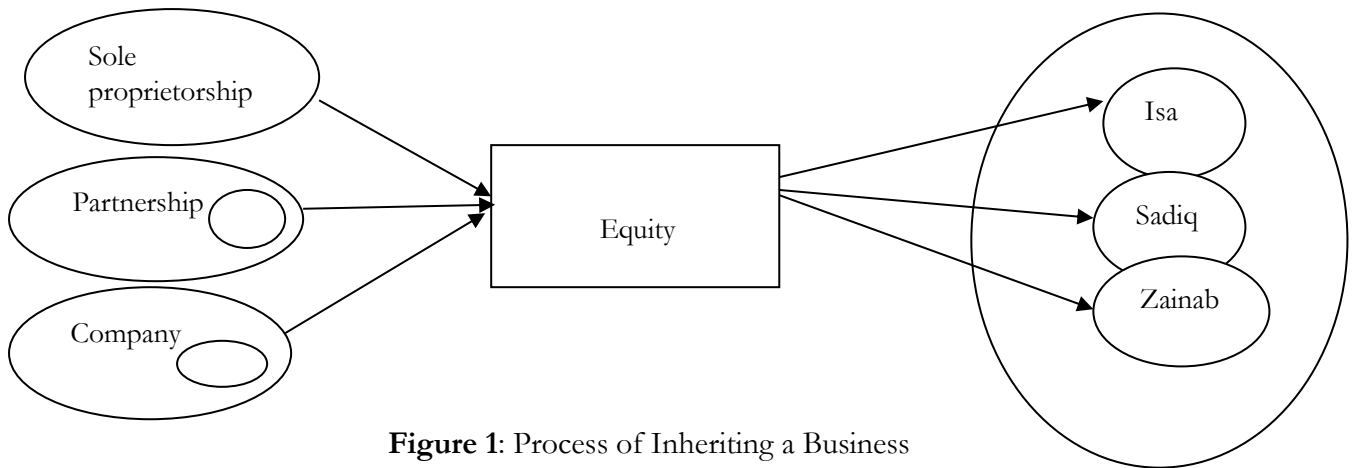 Sole
proprietorship
Partnership
Company
Equity
Isa
Sadiq
Zainab
Figure 1: Process of Inheriting a Business